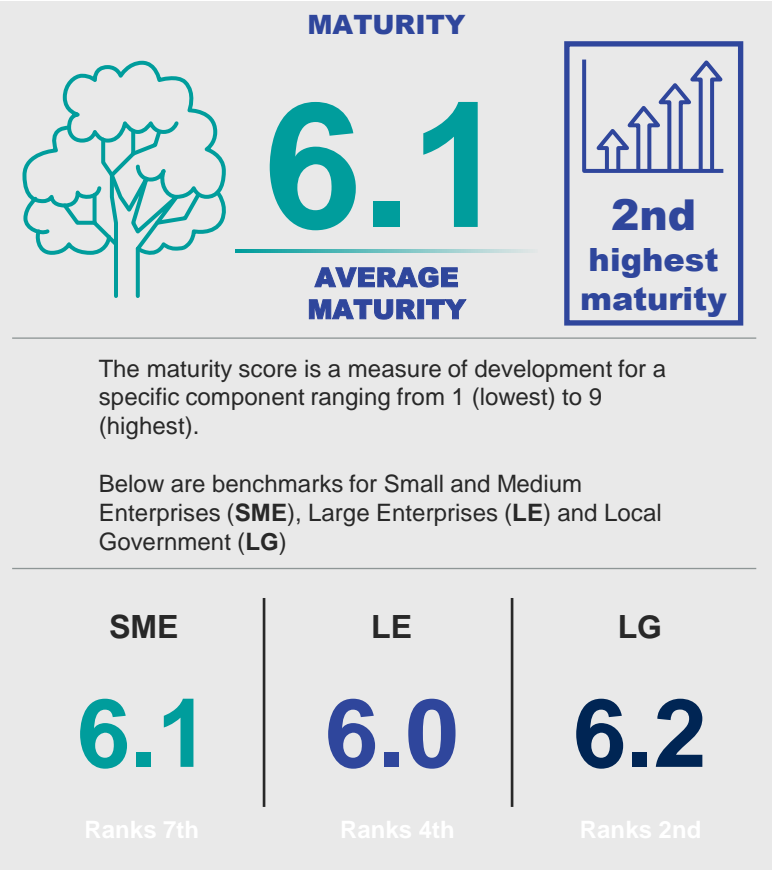 MATURITY
6.1
AVERAGE
MATURITY
2nd
highest
maturity
The maturity score is a measure of development for a
specific component ranging from 1 (lowest) to 9
(highest).
Below are benchmarks for Small and Medium
Enterprises (SME), Large Enterprises (LE) and Local
Government (LG)
SME
6.1
Ranks 7th
LE
6.0
Ranks 4th
LG
6.2
Ranks 2nd